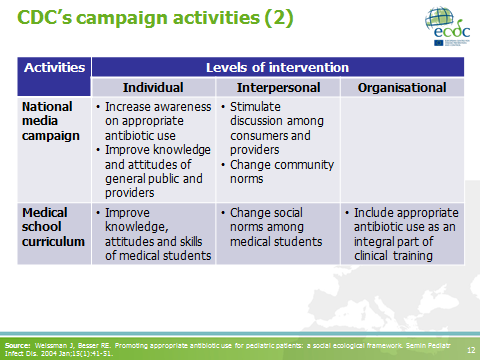 CDC's campaign activities (2)
ecdc
Activities
Levels of intervention
Individual
Interpersonal
Organisational
National
media
campaign
• Increase awareness
on appropriate
antibiotic use
• Improve knowledge
and attitudes of
general public and
providers
• Stimulate
discussion among
consumers and
providers
• Change community
norms
Medical
school
curriculum
• Improve
knowledge,
attitudes and skills
of medical students
• Change social
norms among
medical students
• Include appropriate
antibiotic use as an
integral part of
clinical training
Source: Weissman J, Besser RE. Promoting appropriate antibiotic use for pediatric patients: a social ecological framework. Semin Pediatr
Infect Dis. 2004 Jan;15(1):41-51.
12